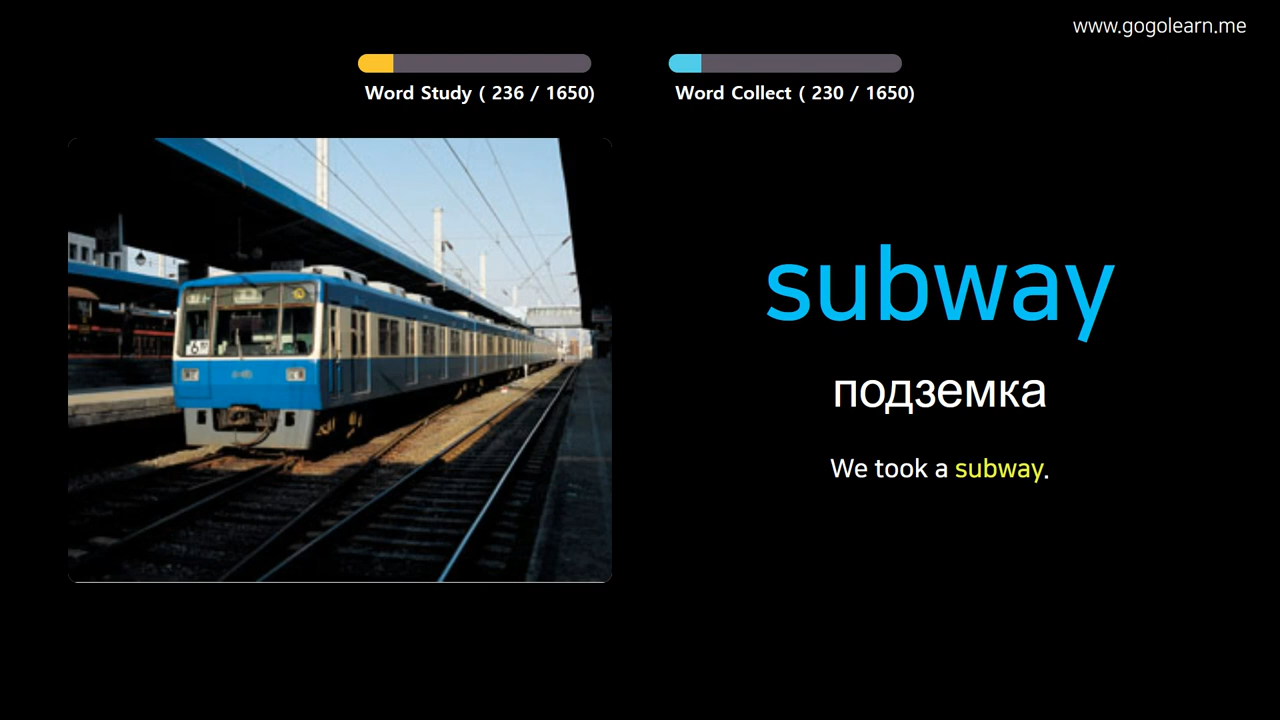 www.gogolearn.me
Word Study ( 236 / 1650)
Word Collect ( 230 / 1650)
subway
подземка
We took a subway.